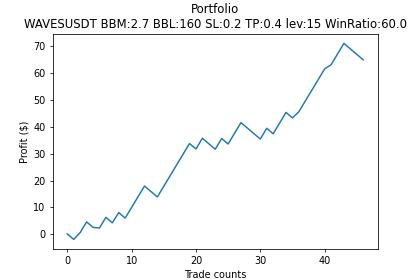 Portfolio
WAVESUSDT BBM:2.7 BBL:160 SL:0.2 TP:0.4 lev:15 WinRatio:60.0
70
60
50
40
30
20
10
0
Profit ($)
0 10 20 30 40
Trade counts